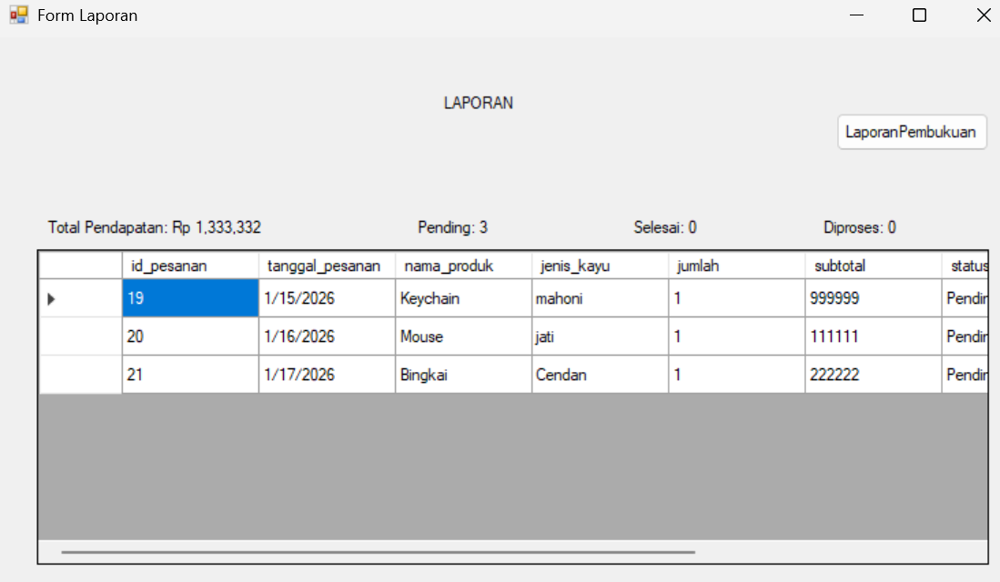 Form Laporan
LAPORAN
LaporanPembukuan
Total Pendapatan: Rp 1,333,332 Pending: 3 Selesai: 0 Diproses: 0
id_pesanan tanggal_pesanan nama_produk jenis_kayu jumlah subtotal status
19 1/15/2026 Keychain mahoni 1 999999 Pendin
20 1/16/2026 Mouse jati 1 111111 Pendin
21 1/17/2026 Bingkai Cendan 1 222222 Pendin